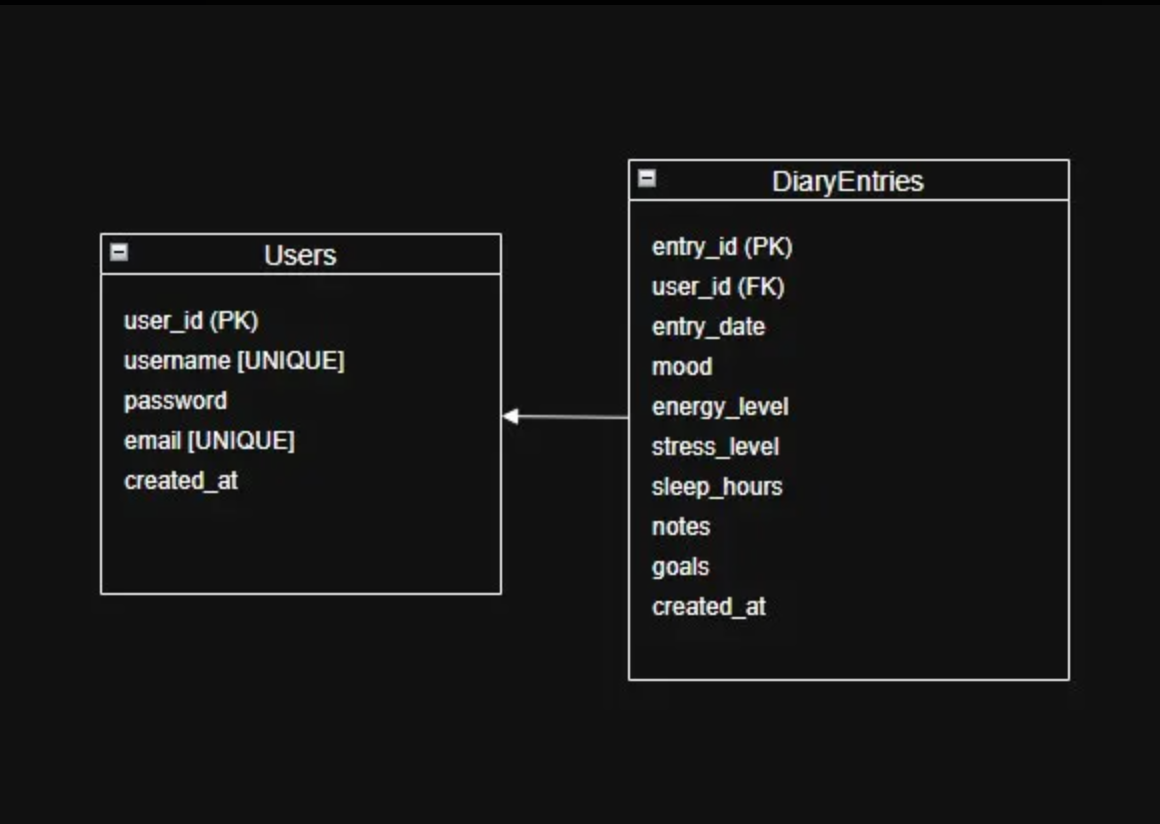 Users
user_id (PK)
username [UNIQUE]
password
email [UNIQUE]
created_at
DiaryEntries
entry_id (PK)
user_id (FK)
entry_date
mood
energy_level
stress_level
sleep_hours
notes
goals
created_at